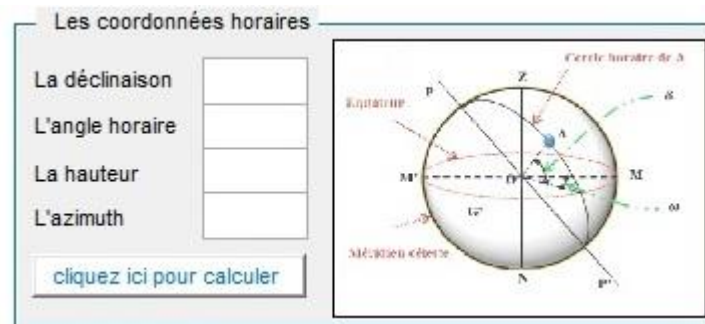 Les coordonnées horaires
La déclinaison
L'angle horaire
La hauteur
L'azimuth
cliquez ici pour calculer
Cercle horaire de A
Z
P
Equateur
A
M'
O
M
G'
ω
Méridien céleste
N
P'